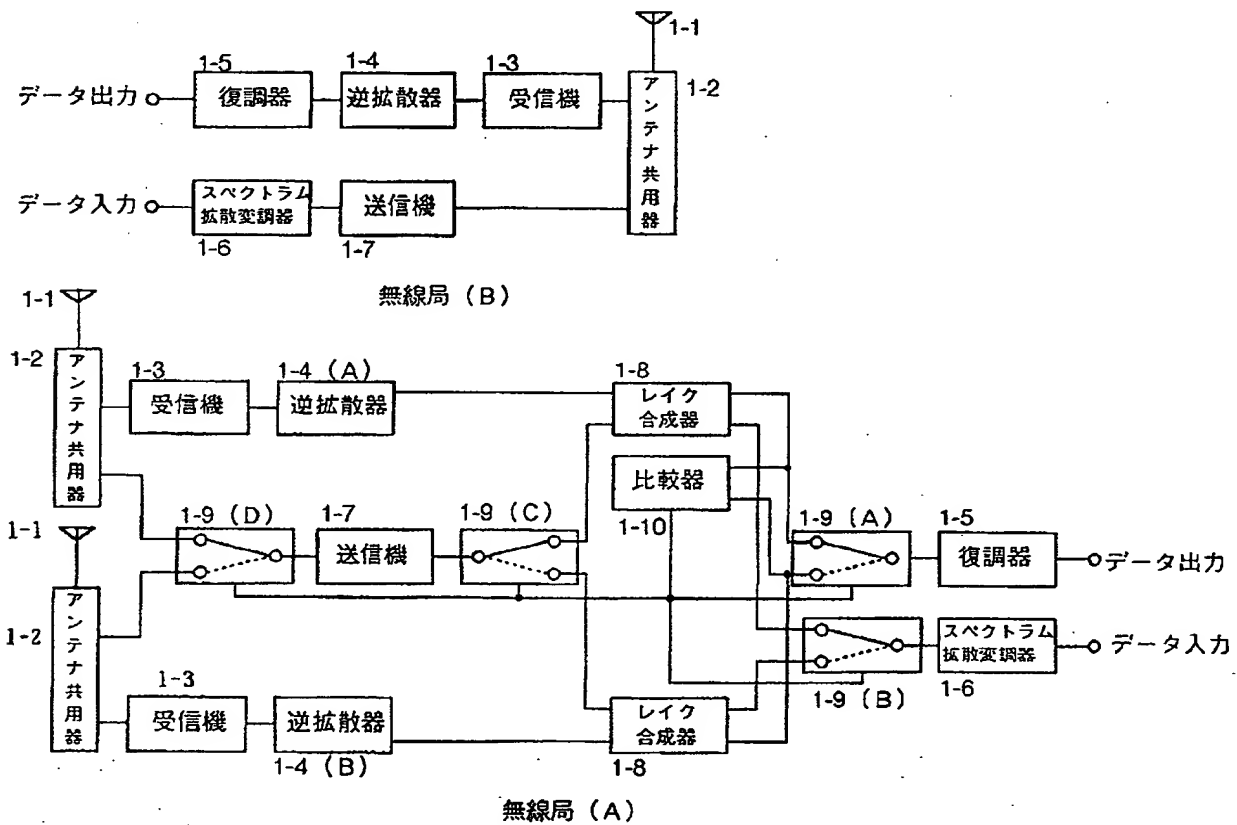 1-1
1-5
1-4
1-3
1-2
データ出力
復調器
逆拡散器
受信機
アンテナ共用器
データ入力
スペクトラム
拡散変調器
送信機
1-6
1-7
無線局（B）
1-1
1-2
アンテナ共用器
1-3
1-4（A）
1-8
受信機
逆拡散器
レイク
合成器
比較器
1-10
1-1
1-9（D）
1-7
1-9（C）
1-9（A）
1-5
送信機
復調器
データ出力
1-2
アンテナ共用器
スペクトラム
拡散変調器
データ入力
1-9（B）
1-6
1-3
受信機
逆拡散器
レイク
合成器
1-4（B）
1-8
無線局（A）